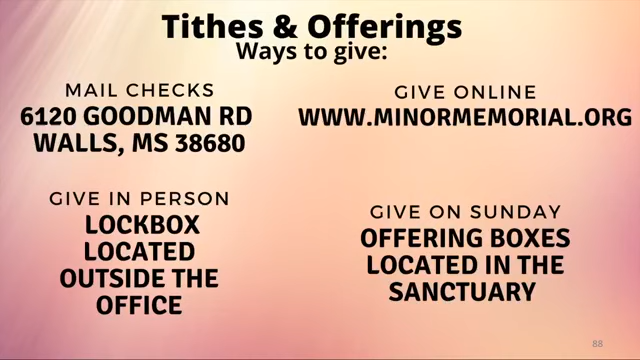 Tithes & Offerings
Ways to give:
MAIL CHECKS
6120 GOODMAN RD
WALLS, MS 38680
GIVE ONLINE
WWW.MINORMEMORIAL.ORG
GIVE IN PERSON
LOCKBOX
LOCATED
OUTSIDE THE
OFFICE
GIVE ON SUNDAY
OFFERING BOXES
LOCATED IN THE
SANCTUARY
88